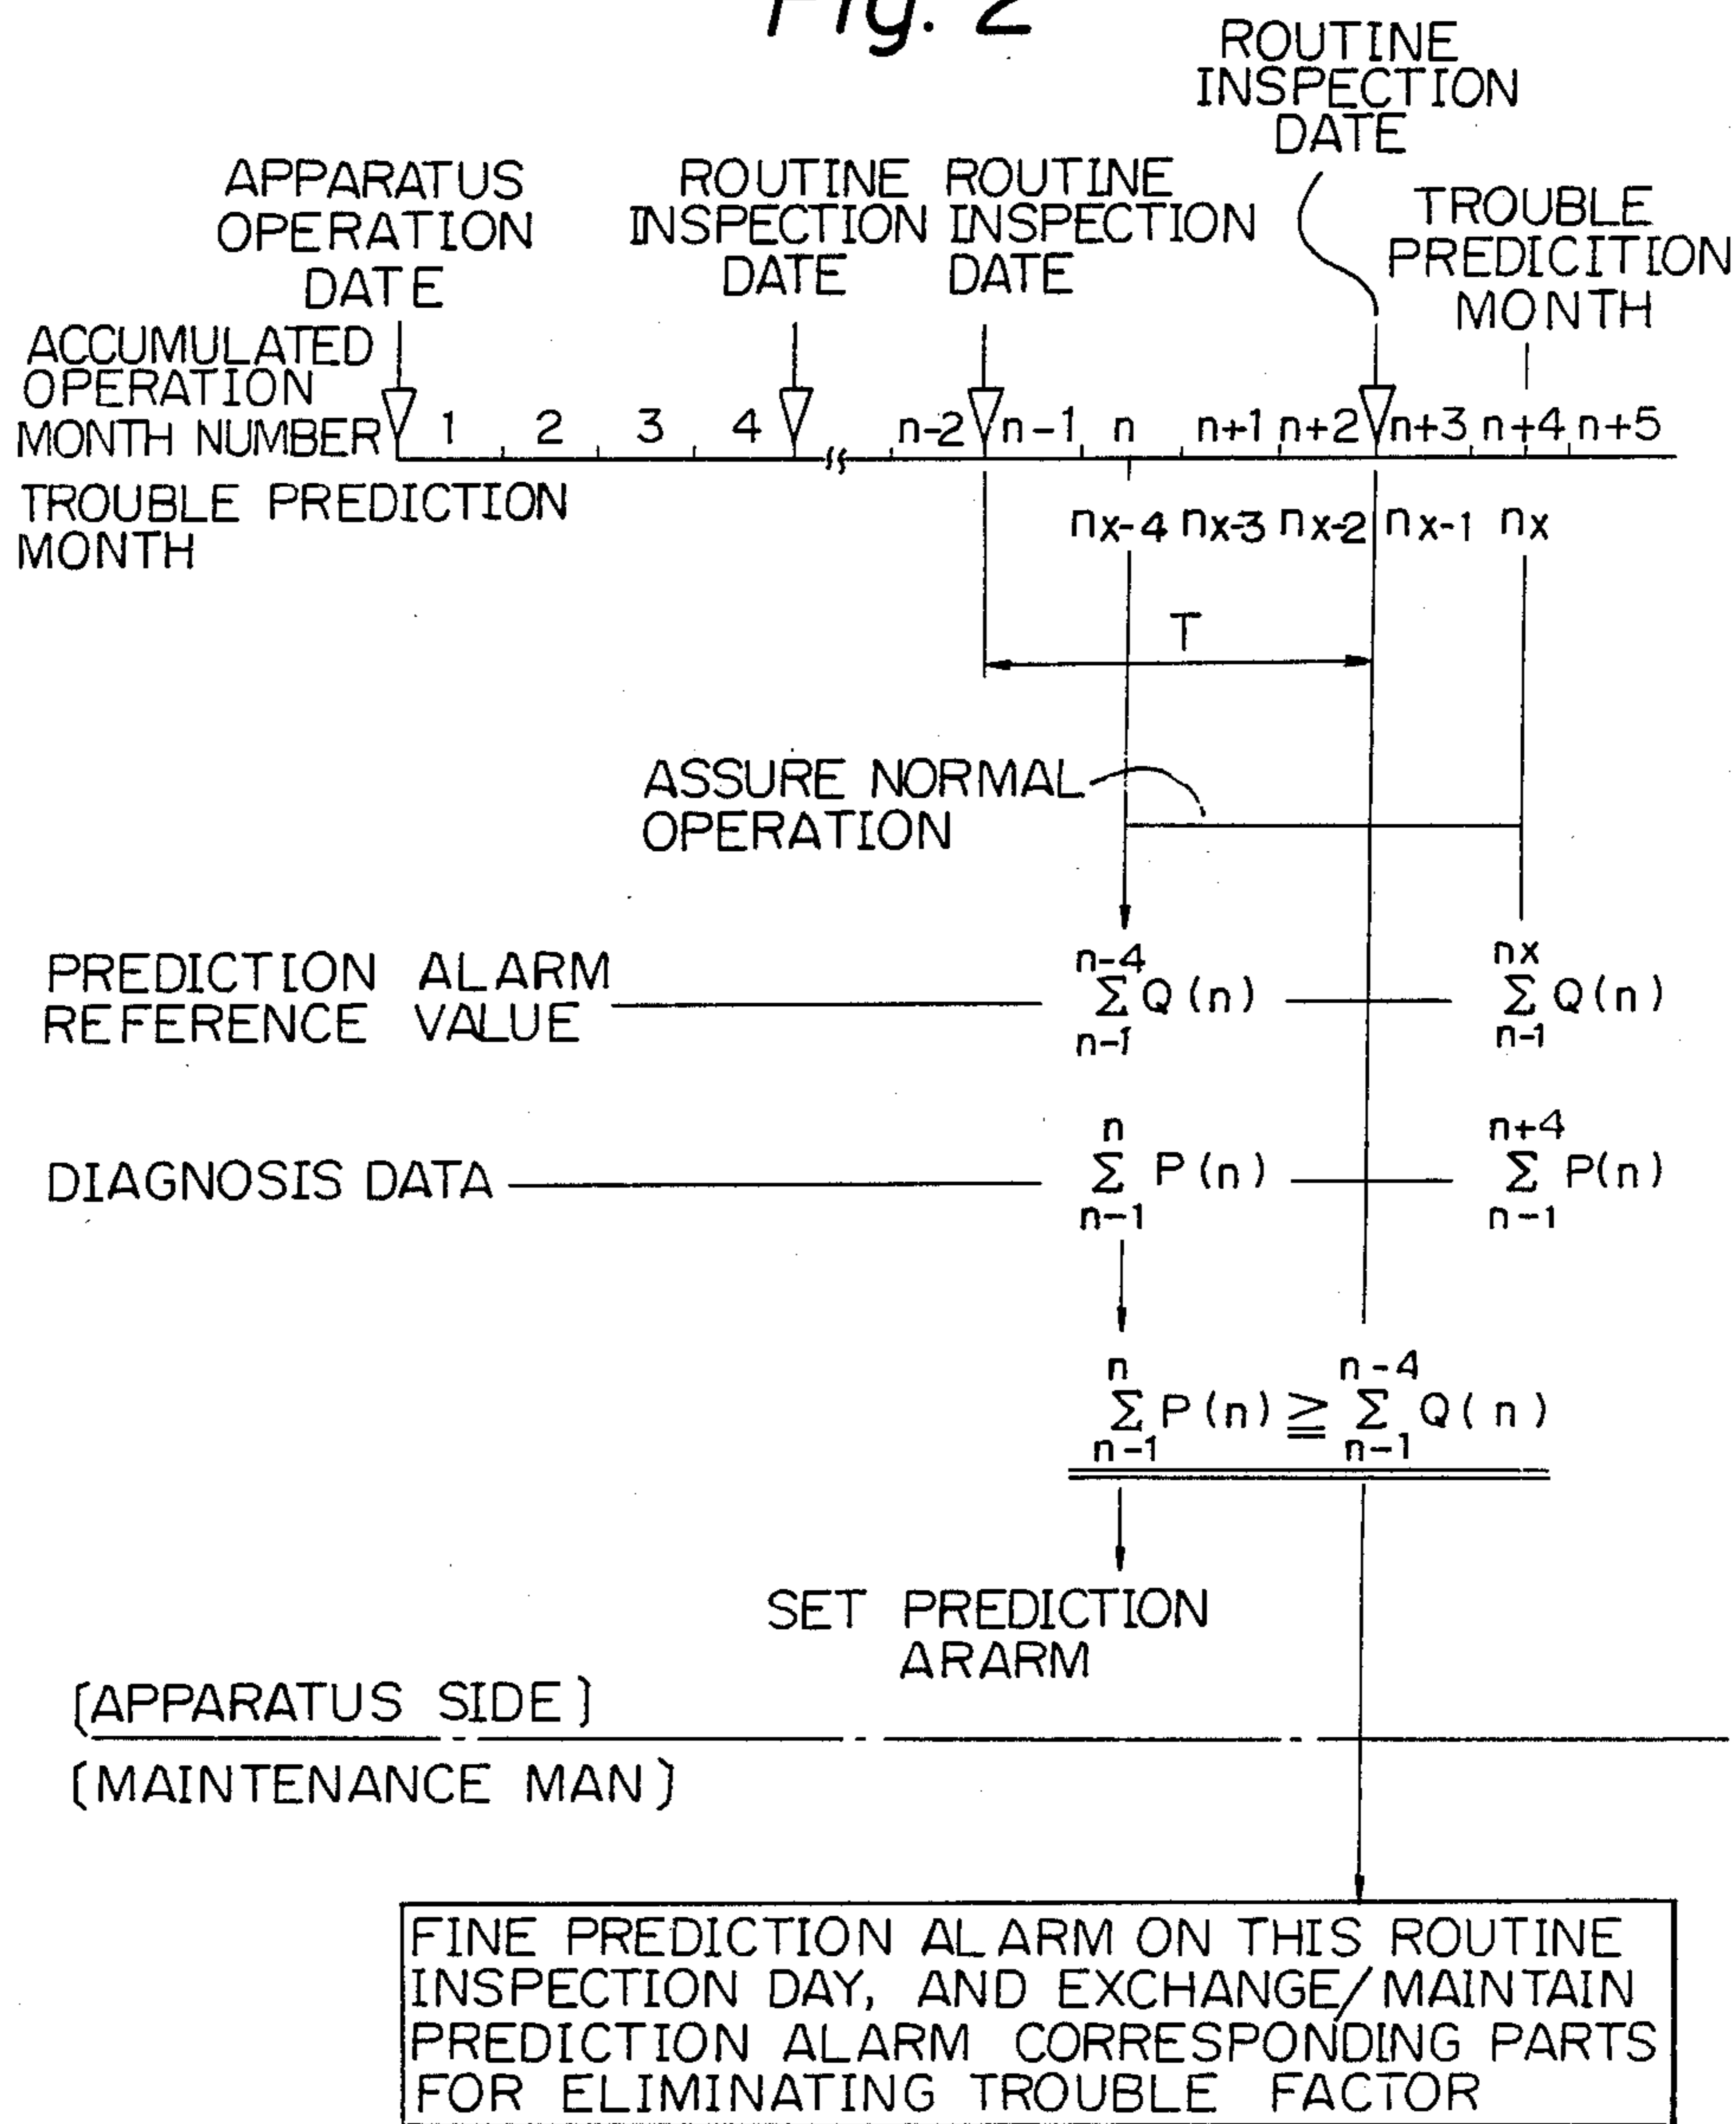 Fig. 2
ROUTINE
INSPECTION
DATE
APPARATUS
OPERATION
DATE
ROUTINE
INSPECTION
DATE
ROUTINE
INSPECTION
DATE
TROUBLE
PREDICITION
MONTH
ACCUMULATED
OPERATION
MONTH NUMBER
1 2 3 4 n-2 n-1 n n+1 n+2 n+3 n+4 n+5
TROUBLE PREDICTION
MONTH
nx-4 nx-3 nx-2 nx-1 nx
T
ASSURE NORMAL
OPERATION
PREDICTION ALARM
REFERENCE VALUE
n-4
Σ Q(n)
n-1
nx
Σ Q(n)
n-1
DIAGNOSIS DATA
n
Σ P(n)
n-1
n+4
Σ P(n)
n-1
n n-4
Σ P(n) ≧ Σ Q(n)
n-1 n-1
SET PREDICTION
ARARM
[APPARATUS SIDE]
[MAINTENANCE MAN]
FINE PREDICTION ALARM ON THIS ROUTINE
INSPECTION DAY, AND EXCHANGE/MAINTAIN
PREDICTION ALARM CORRESPONDING PARTS
FOR ELIMINATING TROUBLE FACTOR